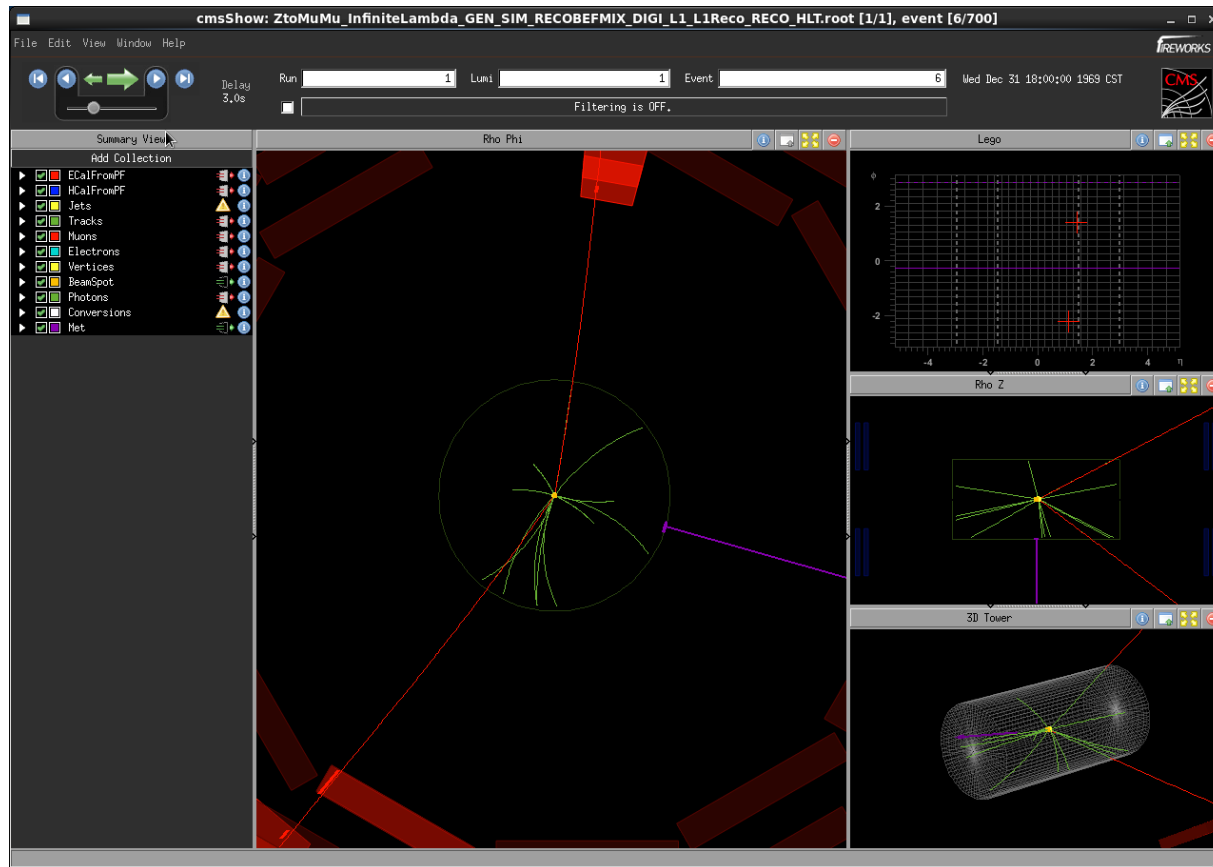 cmsShow: ZtoMuMu_InfiniteLambda_GEN_SIM_RECOBEFMIX_DIGI_L1_L1Reco_RECO_HLT.root [1/1], event [6/700]
File Edit View Window Help
FIREWORKS
Delay
3.0s
Run 1 Lumi 1 Event 6 Wed Dec 31 18:00:00 1969 CST
CMS
Filtering is OFF.
Summary View
Add Collection
ECalFromPF
HCalFromPF
Jets
Tracks
Muons
Electrons
Vertices
BeamSpot
Photons
Conversions
Met
Rho Phi
Lego
φ
2
0
-2
-4 -2 0 2 4 η
Rho Z
3D Tower